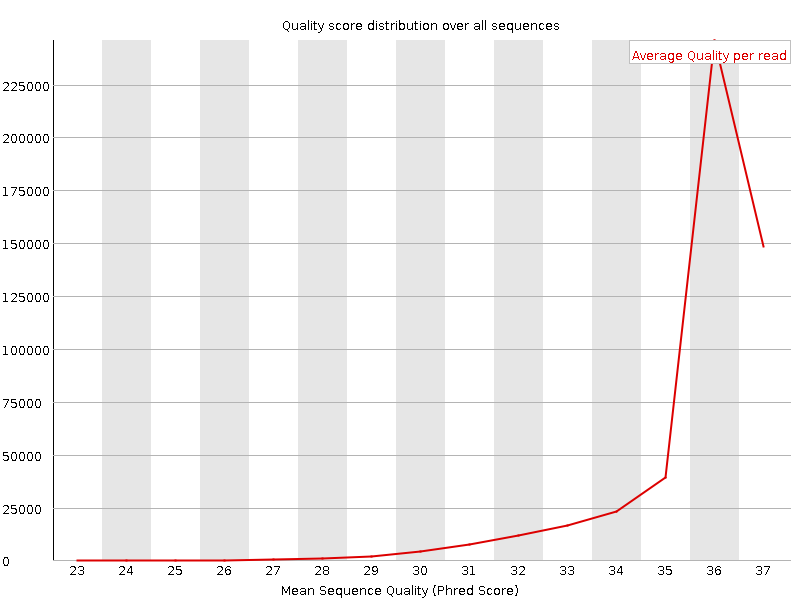 Quality score distribution over all sequences
Average Quality per read
225000
200000
175000
150000
125000
100000
75000
50000
25000
0
23 24 25 26 27 28 29 30 31 32 33 34 35 36 37
Mean Sequence Quality (Phred Score)